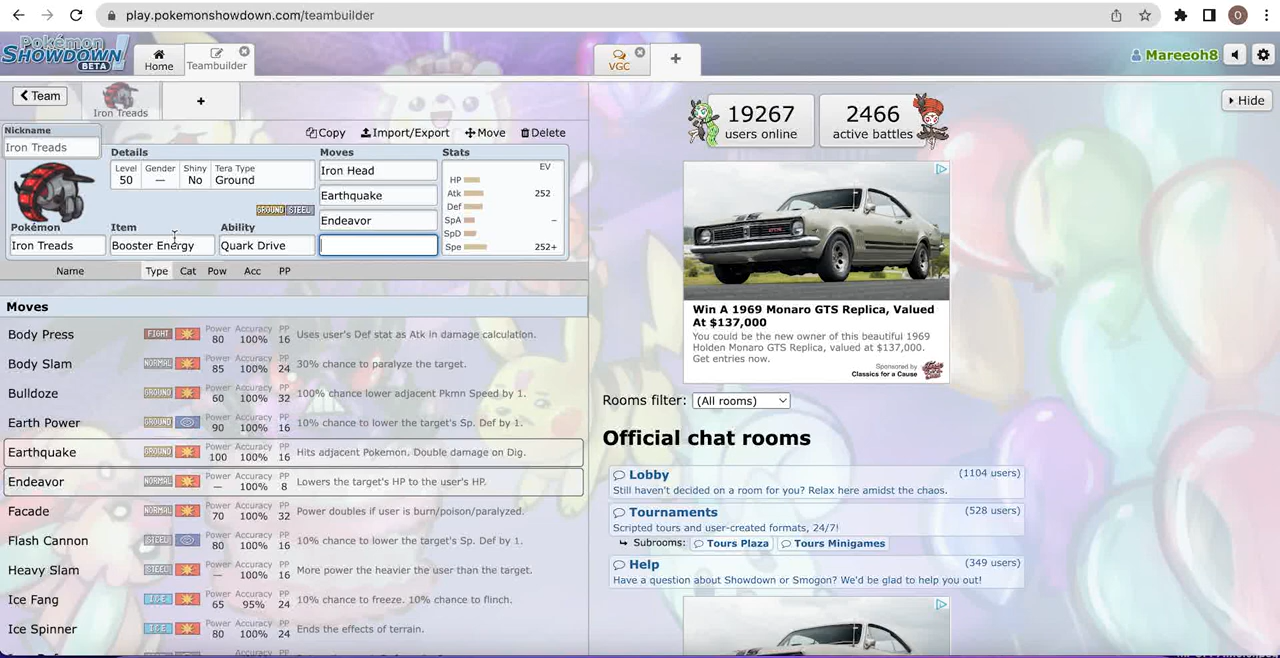 play.pokemonshowdown.com/teambuilder
O
Pokémon
SHOWDOWN!
BETA
Home
Teambuilder
VGC
+
Mareeoh8
Team
Iron Treads
+
Hide
Nickname
Iron Treads
Copy Import/Export Move Delete
Details
Level Gender Shiny Tera Type
50 — No Ground
GROUND STEEL
Pokémon Item Ability
Iron Treads Booster Energy Quark Drive
Moves
Iron Head
Earthquake
Endeavor
Stats
EV
HP
Atk 252
Def
SpA –
SpD
Spe 252+
Name Type Cat Pow Acc PP
Moves
Body Press FIGHT Power 80 Accuracy 100% PP 16 Uses user's Def stat as Atk in damage calculation.
Body Slam NORMAL Power 85 Accuracy 100% PP 24 30% chance to paralyze the target.
Bulldoze GROUND Power 60 Accuracy 100% PP 32 100% chance lower adjacent Pkmn Speed by 1.
Earth Power GROUND Power 90 Accuracy 100% PP 16 10% chance to lower the target's Sp. Def by 1.
Earthquake GROUND Power 100 Accuracy 100% PP 16 Hits adjacent Pokemon. Double damage on Dig.
Endeavor NORMAL Power — Accuracy 100% PP 8 Lowers the target's HP to the user's HP.
Facade NORMAL Power 70 Accuracy 100% PP 32 Power doubles if user is burn/poison/paralyzed.
Flash Cannon STEEL Power 80 Accuracy 100% PP 16 10% chance to lower the target's Sp. Def by 1.
Heavy Slam STEEL Power — Accuracy 100% PP 16 More power the heavier the user than the target.
Ice Fang ICE Power 65 Accuracy 95% PP 24 10% chance to freeze. 10% chance to flinch.
Ice Spinner ICE Power 80 Accuracy 100% PP 24 Ends the effects of terrain.
19267
users online
2466
active battles
Win A 1969 Monaro GTS Replica, Valued
At $137,000
You could be the new owner of this beautiful 1969
Holden Monaro GTS Replica, valued at $137,000.
Get entries now.
Sponsored by
Classics for a Cause
Rooms filter: (All rooms)
Official chat rooms
Lobby (1104 users)
Still haven't decided on a room for you? Relax here amidst the chaos.
Tournaments (528 users)
Scripted tours and user-created formats, 24/7!
Subrooms: Tours Plaza Tours Minigames
Help (349 users)
Have a question about Showdown or Smogon? We'd be glad to help you out!